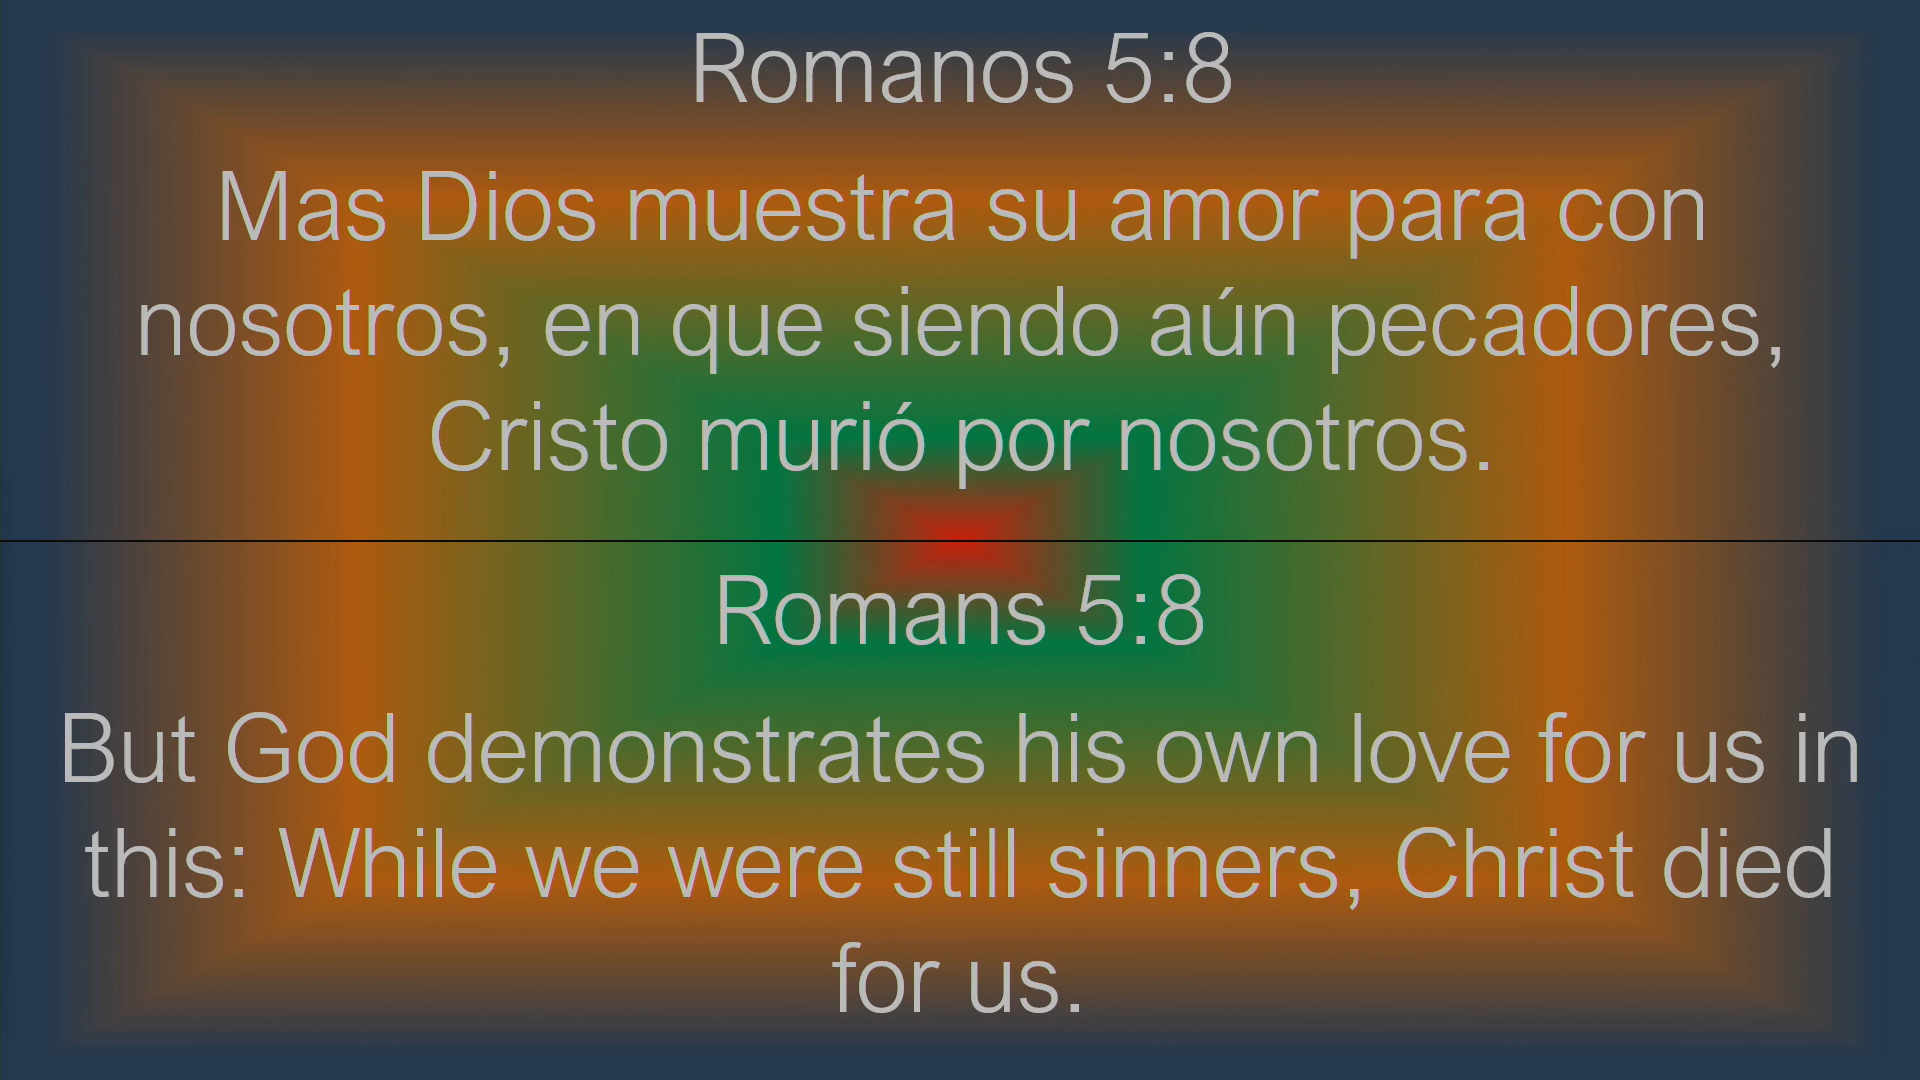 Romanos 5:8
Mas Dios muestra su amor para con
nosotros, en que siendo aún pecadores,
Cristo murió por nosotros.
Romans 5:8
But God demonstrates his own love for us in
this: While we were still sinners, Christ died
for us.